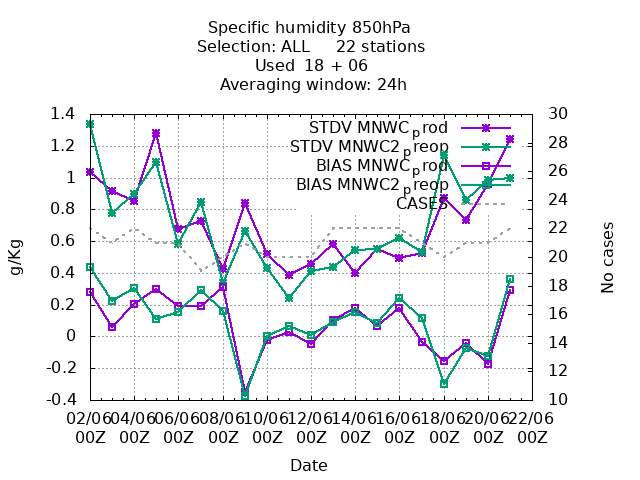 Specific humidity 850hPa
Selection: ALL 22 stations
Used 18 + 06
Averaging window: 24h
STDV MNWC_prod
STDV MNWC2_preop
BIAS MNWC_prod
BIAS MNWC2_preop
CASES
1.4
1.2
1
0.8
0.6
0.4
0.2
0
-0.2
-0.4
g/Kg
30
28
26
24
22
20
18
16
14
12
10
No cases
02/06 04/06 06/06 08/06 10/06 12/06 14/06 16/06 18/06 20/06 22/06
00Z 00Z 00Z 00Z 00Z 00Z 00Z 00Z 00Z 00Z 00Z
Date